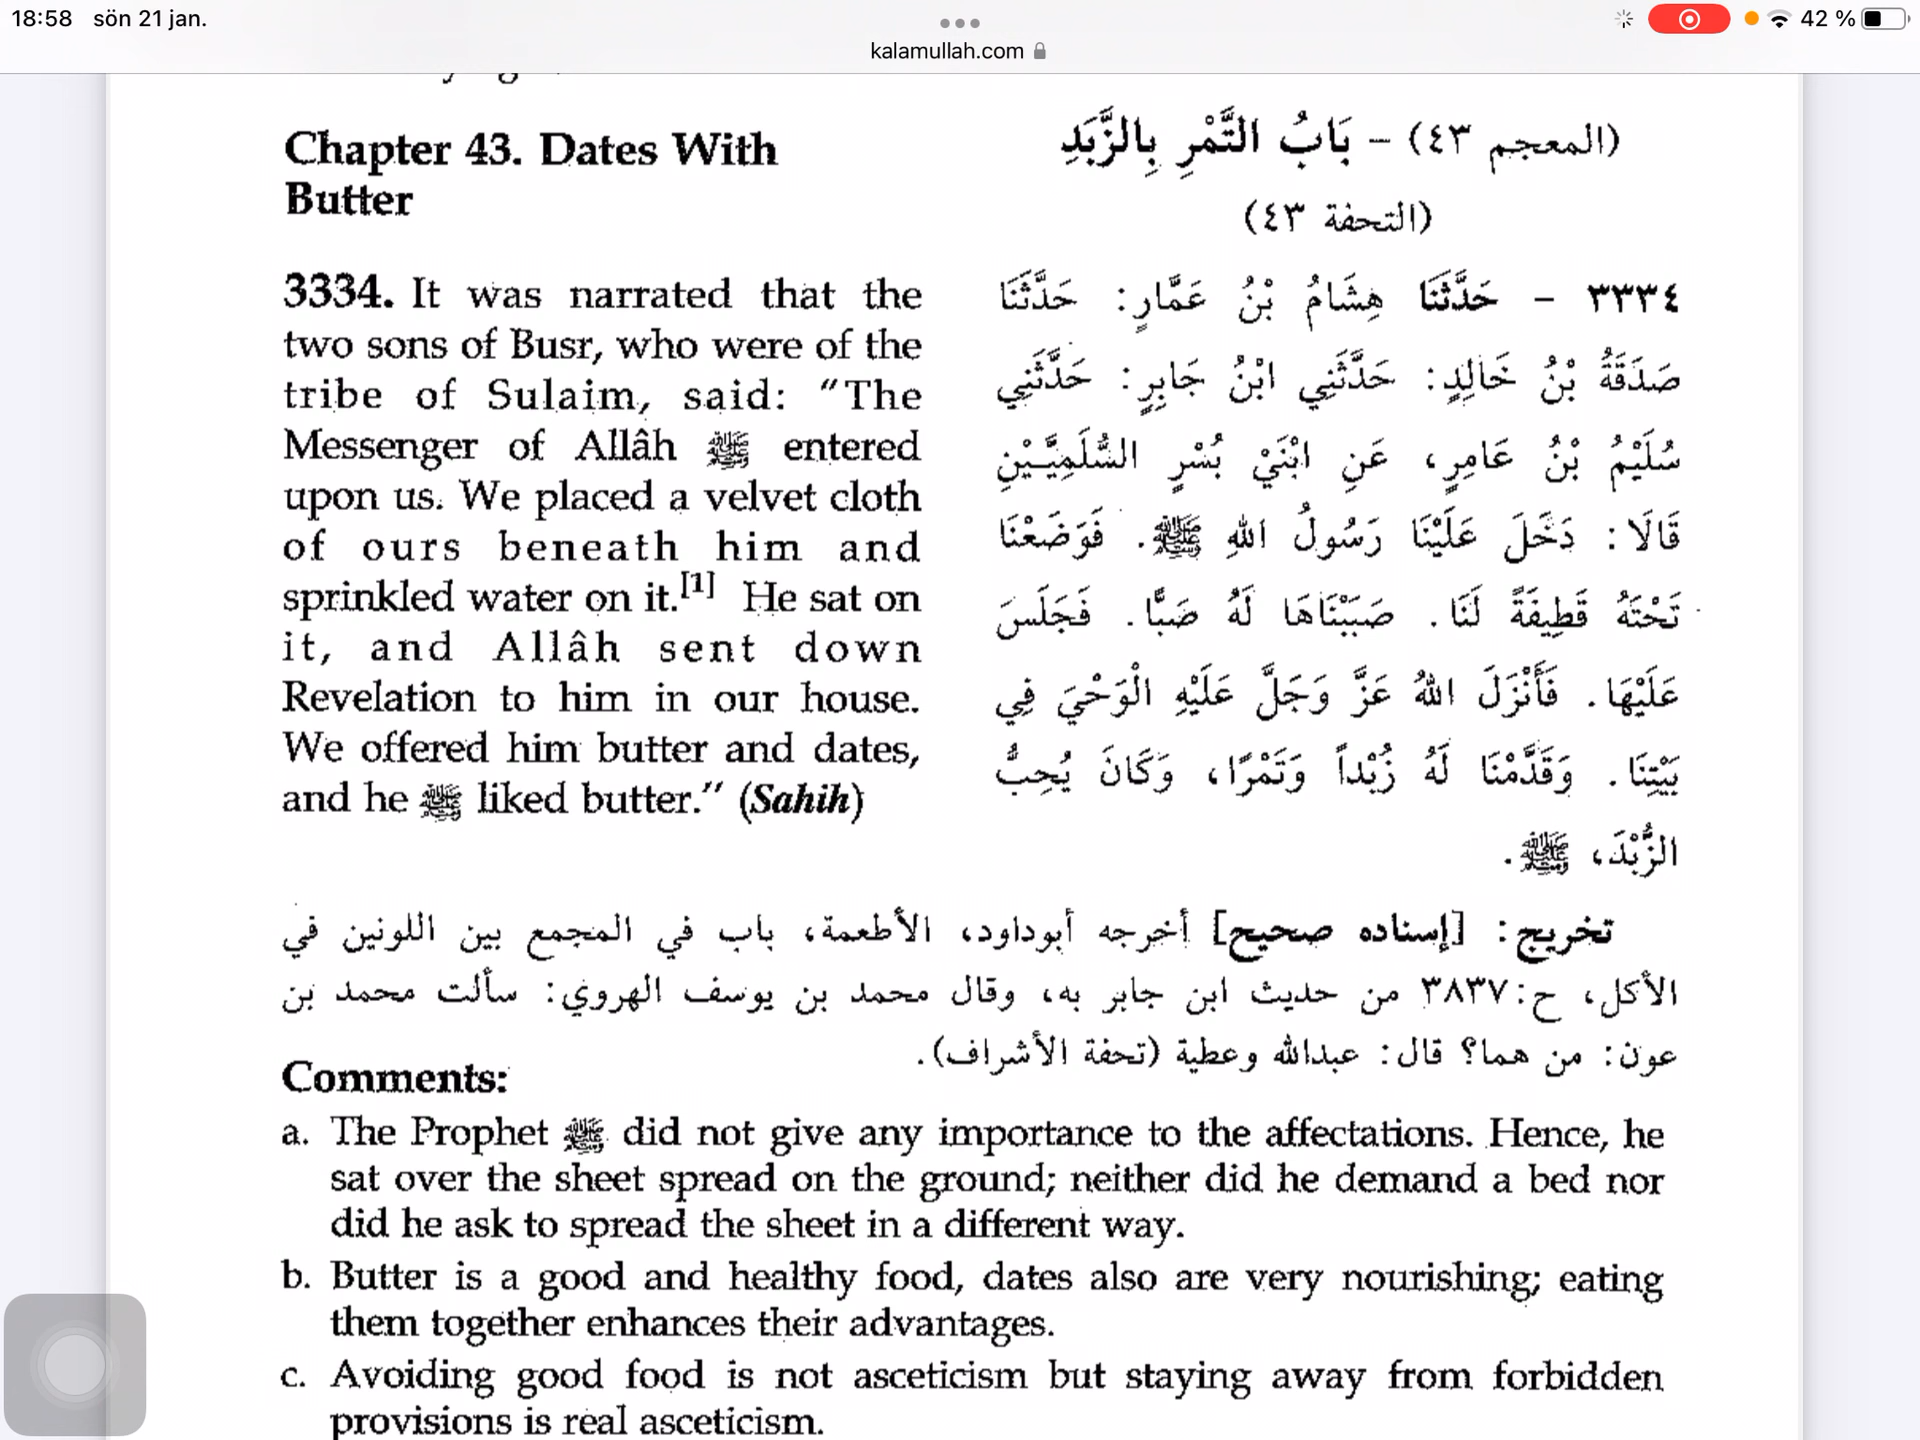 18:58 sön 21 jan.
42 %
kalamullah.com
Chapter 43. Dates With
Butter
(المعجم ٤٣) – بَابُ التَّمْرِ بِالزَّبَدِ
(التحفة ٤٣)
3334. It was narrated that the
two sons of Busr, who were of the
tribe of Sulaim, said: “The
Messenger of Allâh ﷺ entered
upon us. We placed a velvet cloth
of ours beneath him and
sprinkled water on it.[1] He sat on
it, and Allâh sent down
Revelation to him in our house.
We offered him butter and dates,
and he ﷺ liked butter.” (Sahih)
٣٣٣٤ – حَدَّثَنَا هِشَامُ بْنُ عَمَّارٍ: حَدَّثَنَا
صَدَقَةُ بْنُ خَالِدٍ: حَدَّثَنِي ابْنُ جَابِرٍ: حَدَّثَنِي
سُلَيْمُ بْنُ عَامِرٍ، عَنِ ابْنَيْ بُسْرٍ السُّلَمِيَّيْنِ
قَالَا: دَخَلَ عَلَيْنَا رَسُولُ اللهِ ﷺ. فَوَضَعْنَا
تَحْتَهُ قَطِيفَةً لَنَا. صَبَبْنَاهَا لَهُ صَبًّا. فَجَلَسَ
عَلَيْهَا. فَأَنْزَلَ اللهُ عَزَّ وَجَلَّ عَلَيْهِ الْوَحْيَ فِي
بَيْتِنَا. وَقَدَّمْنَا لَهُ زُبْداً وَتَمْرًا، وَكَانَ يُحِبُّ
الزُّبْدَ، ﷺ.
تخريج: [إسناده صحيح] أخرجه أبوداود، الأطعمة، باب في المجمع بين اللونين في
الأكل، ح:٣٨٣٧ من حديث ابن جابر به، وقال محمد بن يوسف الهروي: سألت محمد بن
عون: من هما؟ قال: عبدالله وعطية (تحفة الأشراف).
Comments:
a. The Prophet ﷺ did not give any importance to the affectations. Hence, he
sat over the sheet spread on the ground; neither did he demand a bed nor
did he ask to spread the sheet in a different way.
b. Butter is a good and healthy food, dates also are very nourishing; eating
them together enhances their advantages.
c. Avoiding good food is not asceticism but staying away from forbidden
provisions is real asceticism.